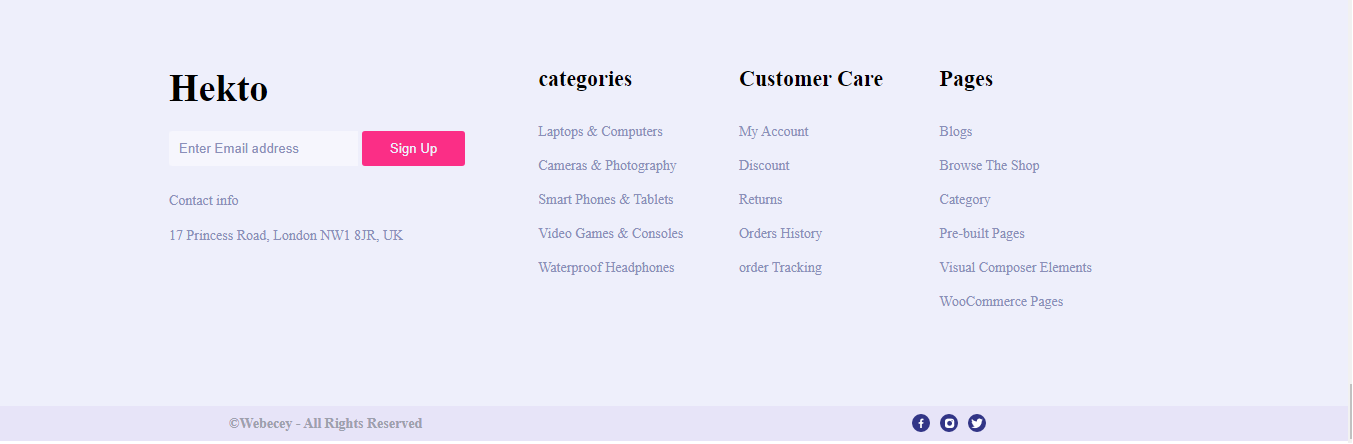 Hekto
Enter Email address
Sign Up
Contact info
17 Princess Road, London NW1 8JR, UK
categories
Laptops & Computers
Cameras & Photography
Smart Phones & Tablets
Video Games & Consoles
Waterproof Headphones
Customer Care
My Account
Discount
Returns
Orders History
order Tracking
Pages
Blogs
Browse The Shop
Category
Pre-built Pages
Visual Composer Elements
WooCommerce Pages
©Webecey - All Rights Reserved